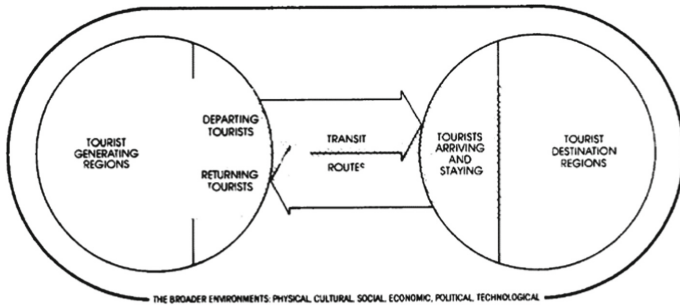 TOURIST
GENERATING
REGIONS
DEPARTING
TOURISTS
RETURNING
TOURISTS
TRANSIT
ROUTES
TOURISTS
ARRIVING
AND
STAYING
TOURIST
DESTINATION
REGIONS
THE BROADER ENVIRONMENTS: PHYSICAL, CULTURAL, SOCIAL, ECONOMIC, POLITICAL, TECHNOLOGICAL